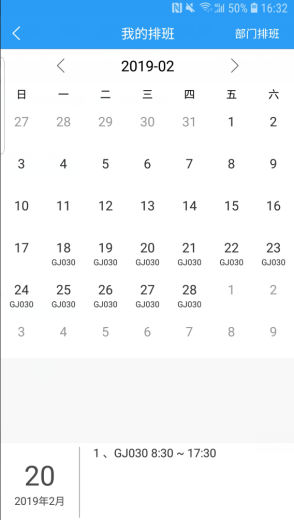 50% 16:32
我的排班 部门排班
2019-02
日 一 二 三 四 五 六
27 28 29 30 31 1 2
3 4 5 6 7 8 9
10 11 12 13 14 15 16
17 18 19 20 21 22 23
GJ030 GJ030 GJ030 GJ030 GJ030 GJ030
24 25 26 27 28 1 2
GJ030 GJ030 GJ030 GJ030 GJ030
3 4 5 6 7 8 9
20
2019年2月
1 、GJ030 8:30 ~ 17:30